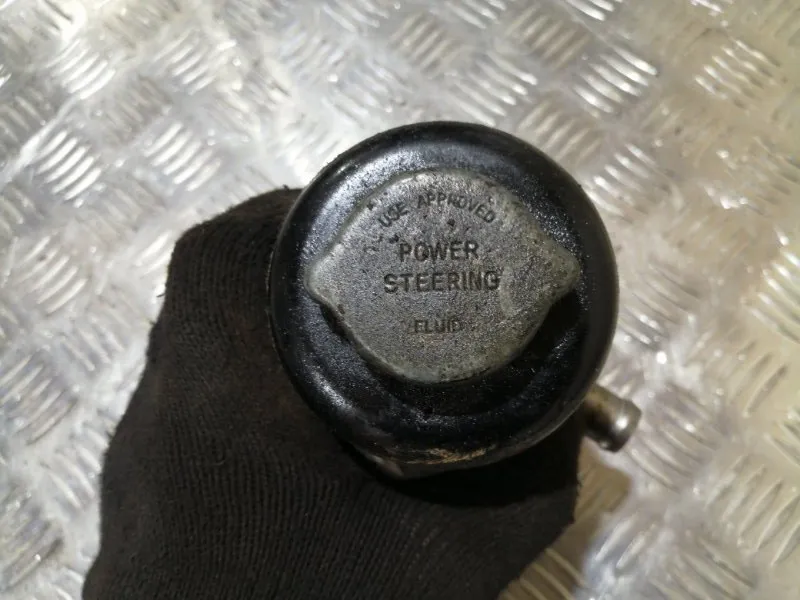 USE APPROVED
POWER
STEERING
FLUID